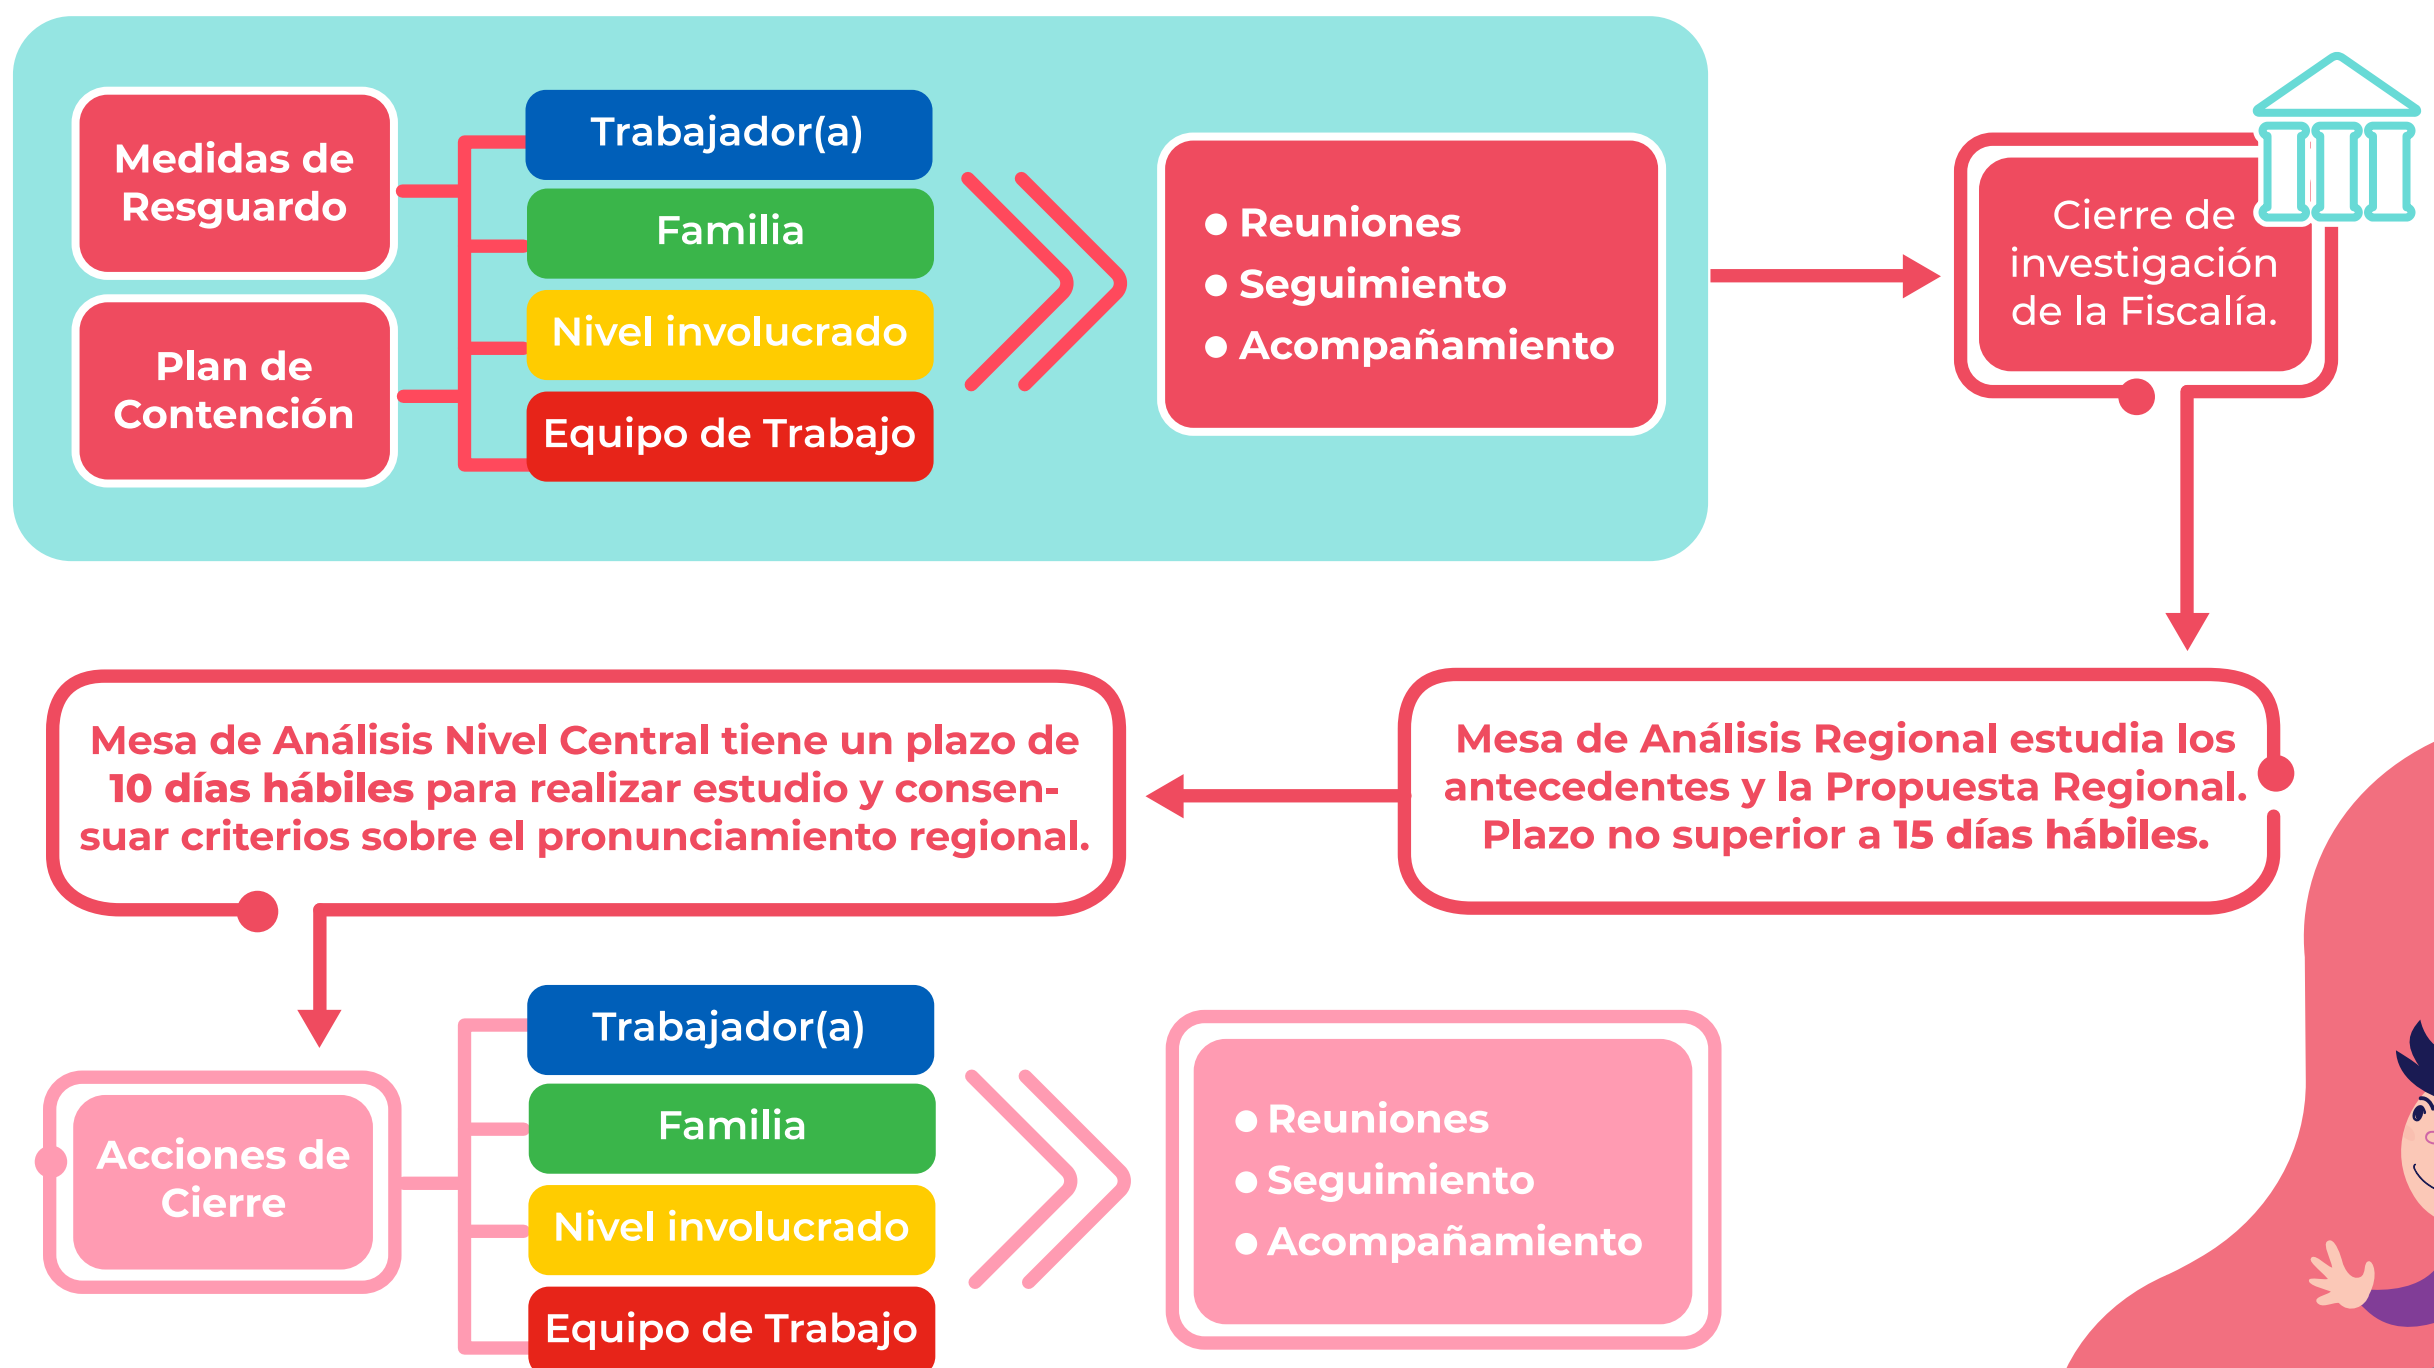 Medidas de
Resguardo
Plan de
Contención
Trabajador(a)
Familia
Nivel involucrado
Equipo de Trabajo
● Reuniones
● Seguimiento
● Acompañamiento
Cierre de
investigación
de la Fiscalía.
Mesa de Análisis Regional estudia los
antecedentes y la Propuesta Regional.
Plazo no superior a 15 días hábiles.
Mesa de Análisis Nivel Central tiene un plazo de
10 días hábiles para realizar estudio y consen-
suar criterios sobre el pronunciamiento regional.
Acciones de
Cierre
Trabajador(a)
Familia
Nivel involucrado
Equipo de Trabajo
● Reuniones
● Seguimiento
● Acompañamiento